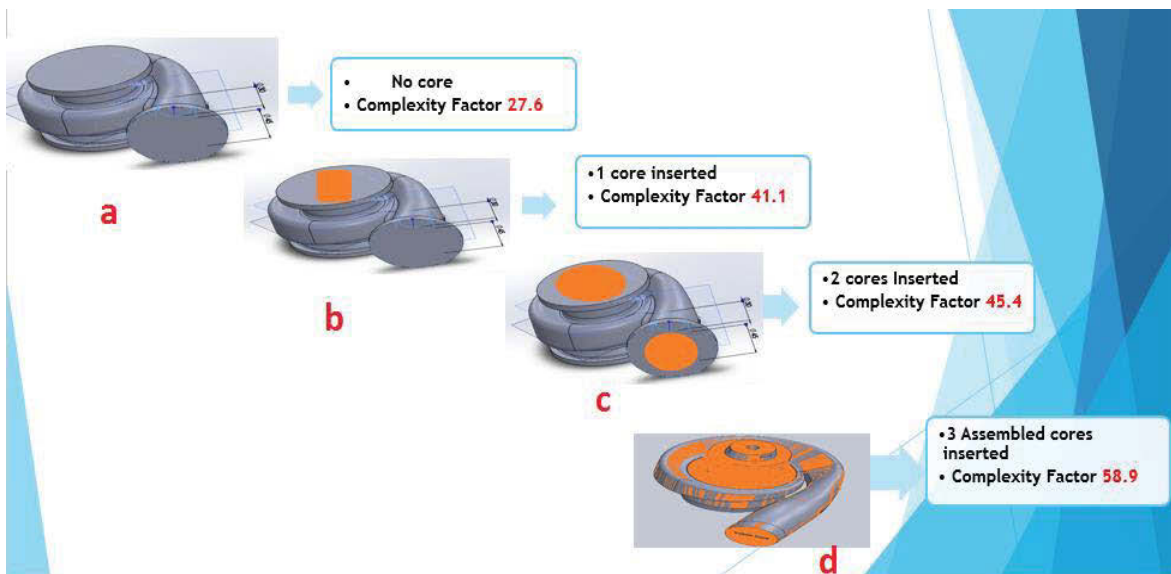 • No core
• Complexity Factor 27.6
a
•1 core inserted
• Complexity Factor 41.1
b
•2 cores Inserted
• Complexity Factor 45.4
c
•3 Assembled cores
inserted
• Complexity Factor 58.9
d